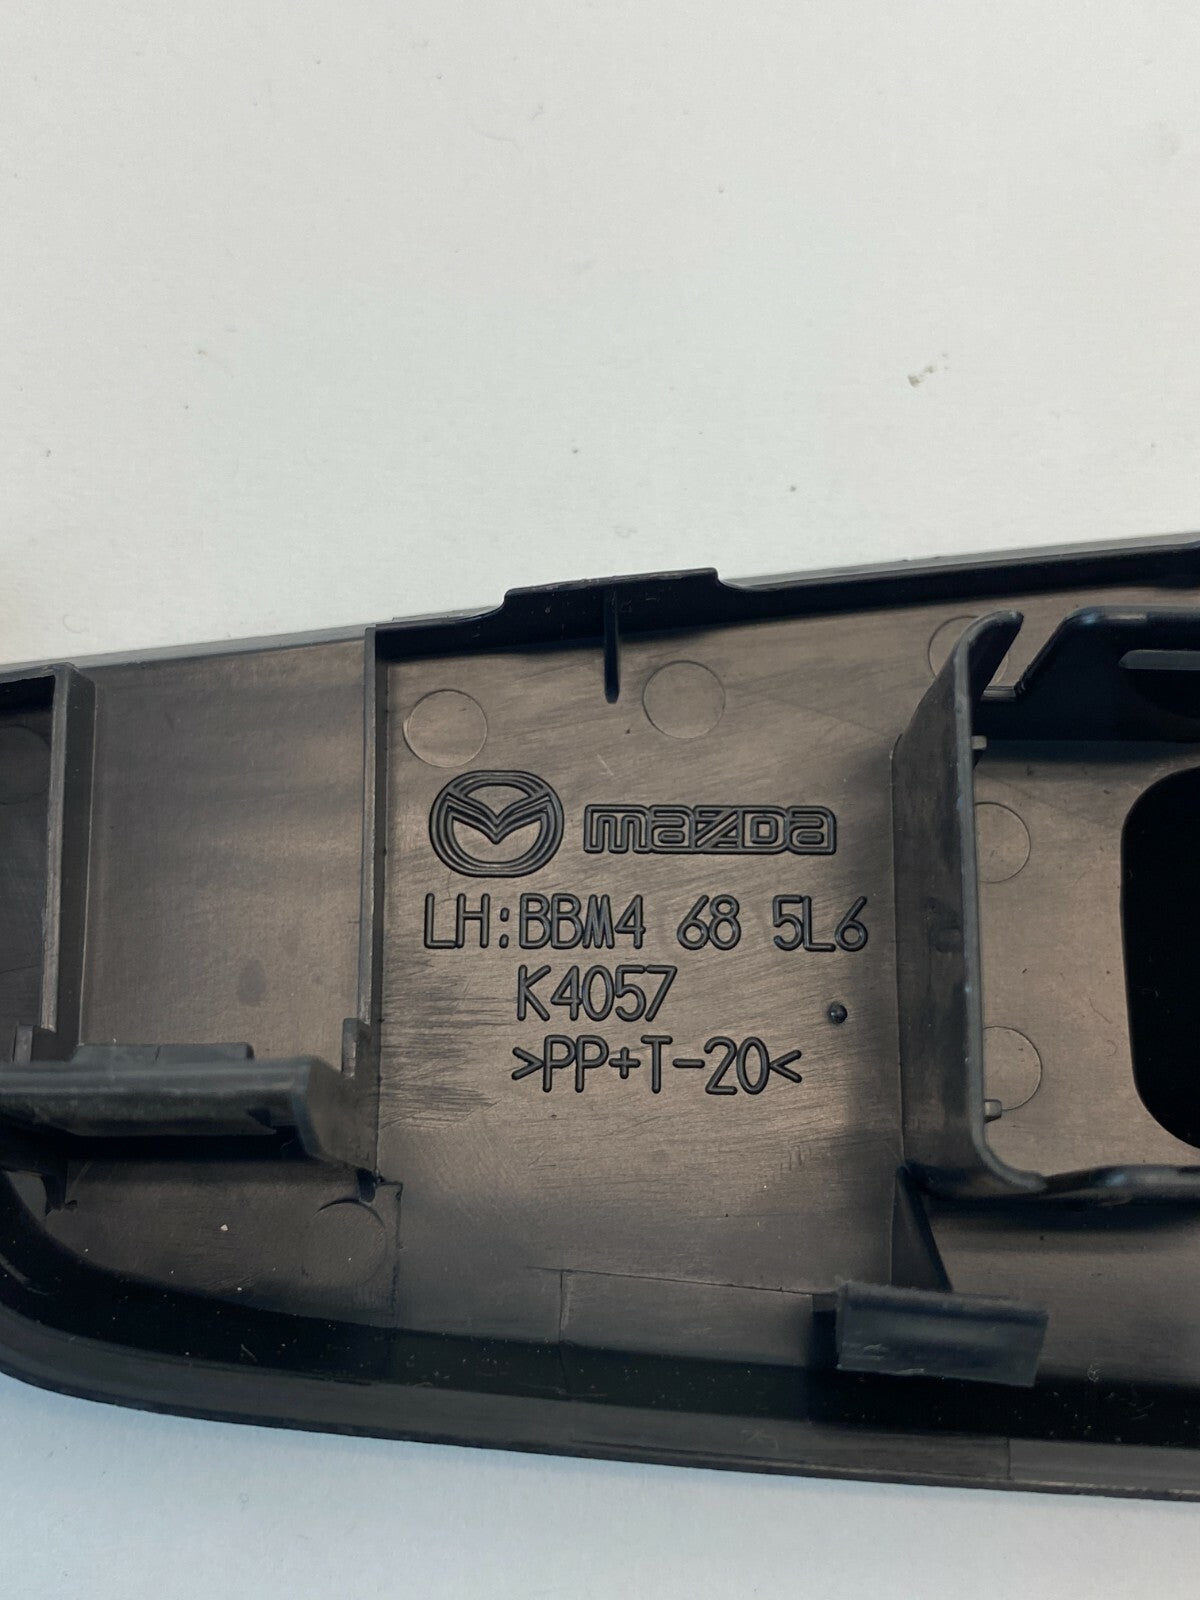 mazda
LH:BBM4 68 5L6
K4057
>PP+T-20<